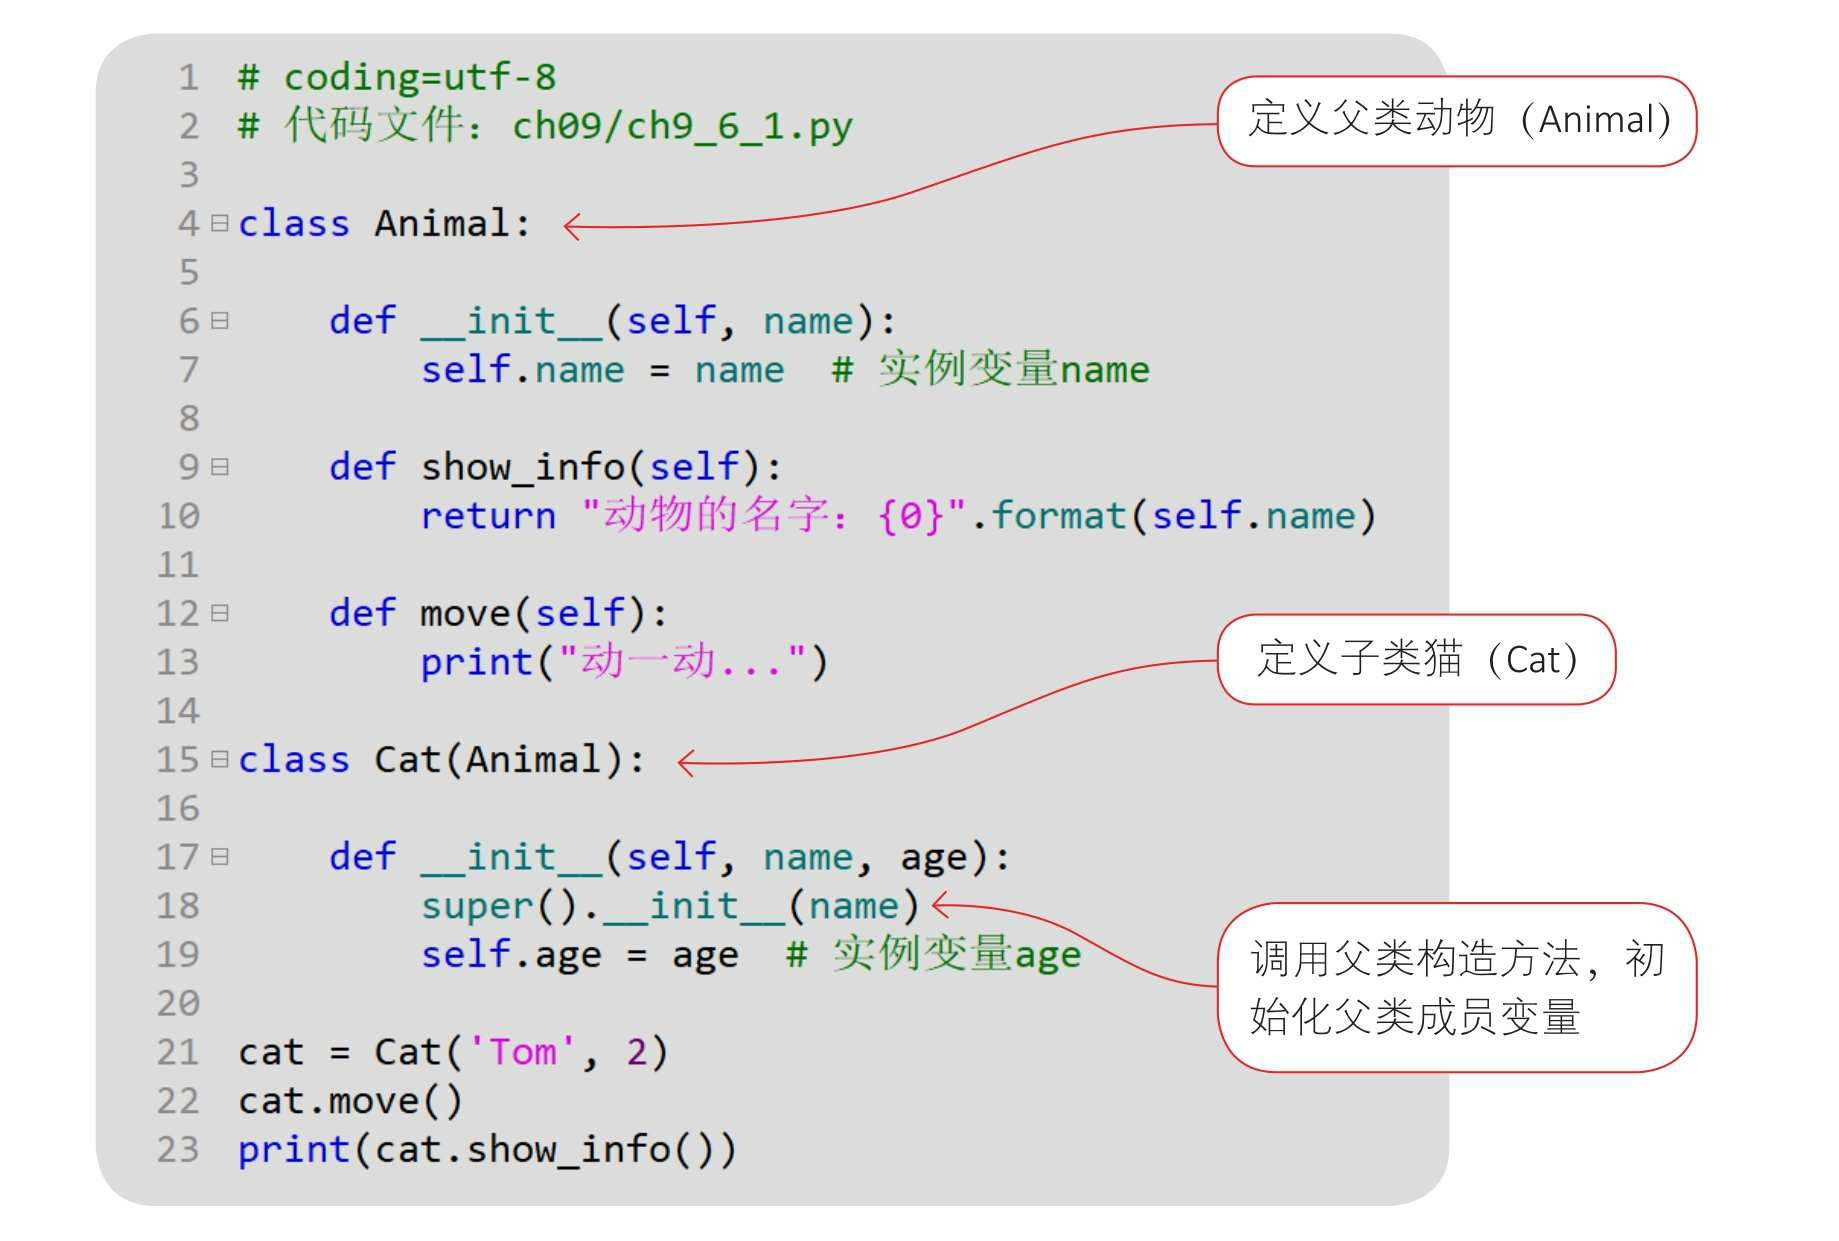 1 # coding=utf-8
2 # 代码文件：ch09/ch9_6_1.py
3
4 class Animal:
5
6     def __init__(self, name):
7         self.name = name  # 实例变量name
8
9     def show_info(self):
10         return "动物的名字：{0}".format(self.name)
11
12     def move(self):
13         print("动一动...")
14
15 class Cat(Animal):
16
17     def __init__(self, name, age):
18         super().__init__(name)
19         self.age = age  # 实例变量age
20
21 cat = Cat('Tom', 2)
22 cat.move()
23 print(cat.show_info())
定义父类动物（Animal）
定义子类猫（Cat）
调用父类构造方法，初
始化父类成员变量